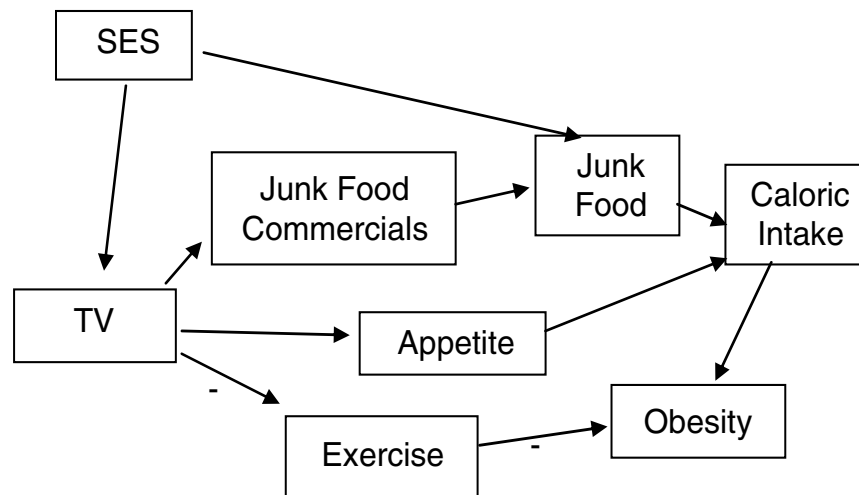 SES
Junk Food
Commercials
Junk
Food
Caloric
Intake
TV
Appetite
-
Exercise
-
Obesity